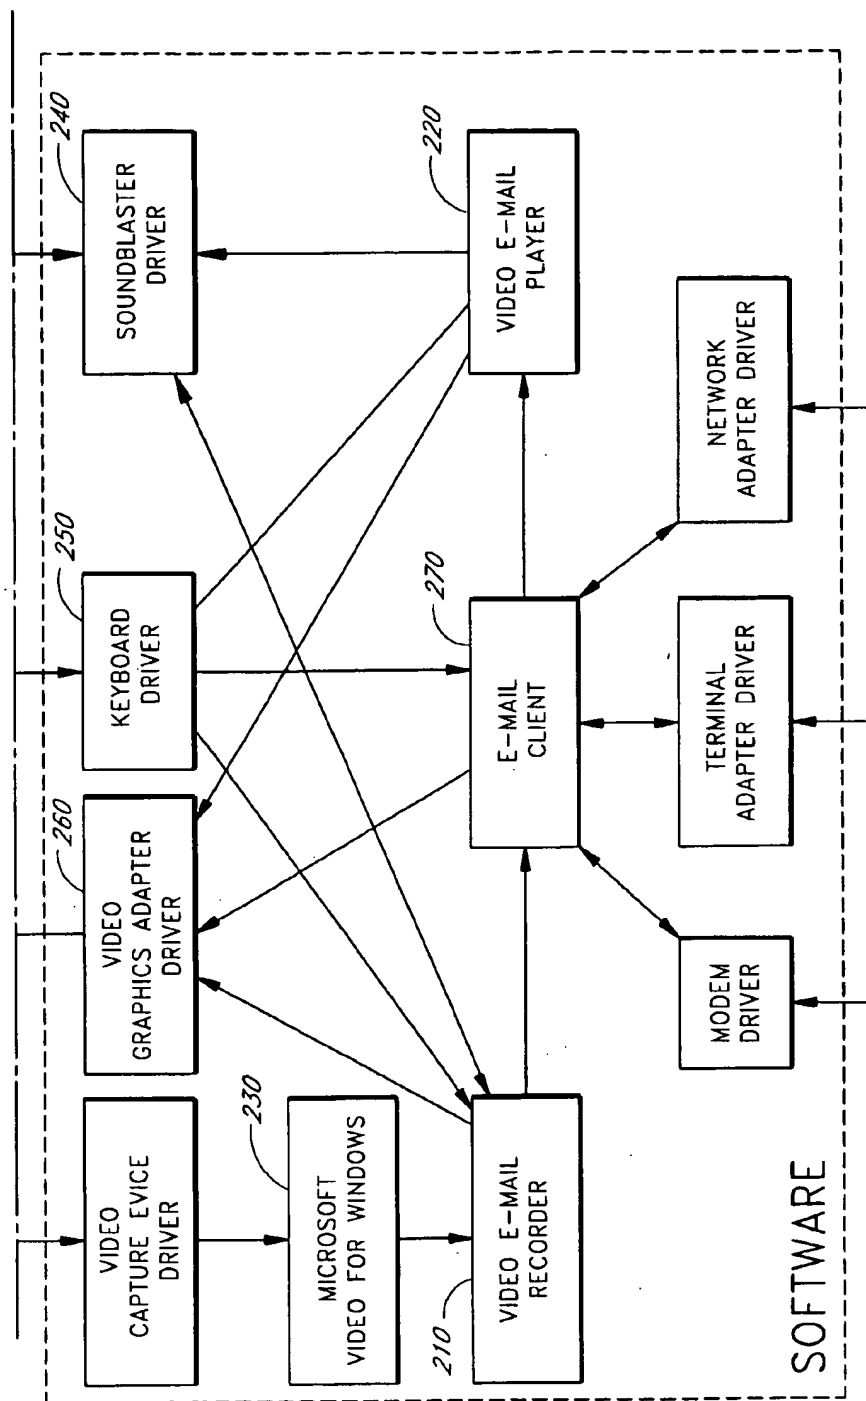 VIDEO
CAPTURE EVICE
DRIVER
260
VIDEO
GRAPHICS ADAPTER
DRIVER
250
KEYBOARD
DRIVER
240
SOUNDBLASTER
DRIVER
230
MICROSOFT
VIDEO FOR WINDOWS
210
VIDEO E-MAIL
RECORDER
270
E-MAIL
CLIENT
220
VIDEO E-MAIL
PLAYER
MODEM
DRIVER
TERMINAL
ADAPTER DRIVER
NETWORK
ADAPTER DRIVER
SOFTWARE